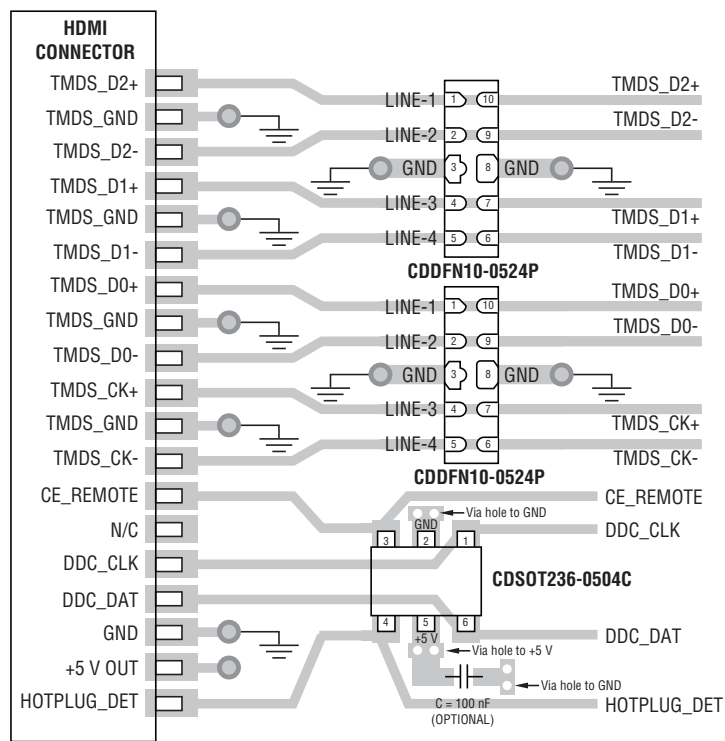 HDMI
CONNECTOR
TMDS_D2+
TMDS_GND
TMDS_D2-
TMDS_D1+
TMDS_GND
TMDS_D1-
TMDS_D0+
TMDS_GND
TMDS_D0-
TMDS_CK+
TMDS_GND
TMDS_CK-
CE_REMOTE
N/C
DDC_CLK
DDC_DAT
GND
+5 V OUT
HOTPLUG_DET
LINE-1 1 10 TMDS_D2+
LINE-2 2 9 TMDS_D2-
GND 3 8 GND
LINE-3 4 7 TMDS_D1+
LINE-4 5 6 TMDS_D1-
CDDFN10-0524P
LINE-1 1 10 TMDS_D0+
LINE-2 2 9 TMDS_D0-
GND 3 8 GND
LINE-3 4 7 TMDS_CK+
LINE-4 5 6 TMDS_CK-
CDDFN10-0524P
CE_REMOTE
Via hole to GND
GND
3 2 1
DDC_CLK
CDSOT236-0504C
4 5 6
+5 V
DDC_DAT
Via hole to +5 V
Via hole to GND
C = 100 nF
(OPTIONAL)
HOTPLUG_DET